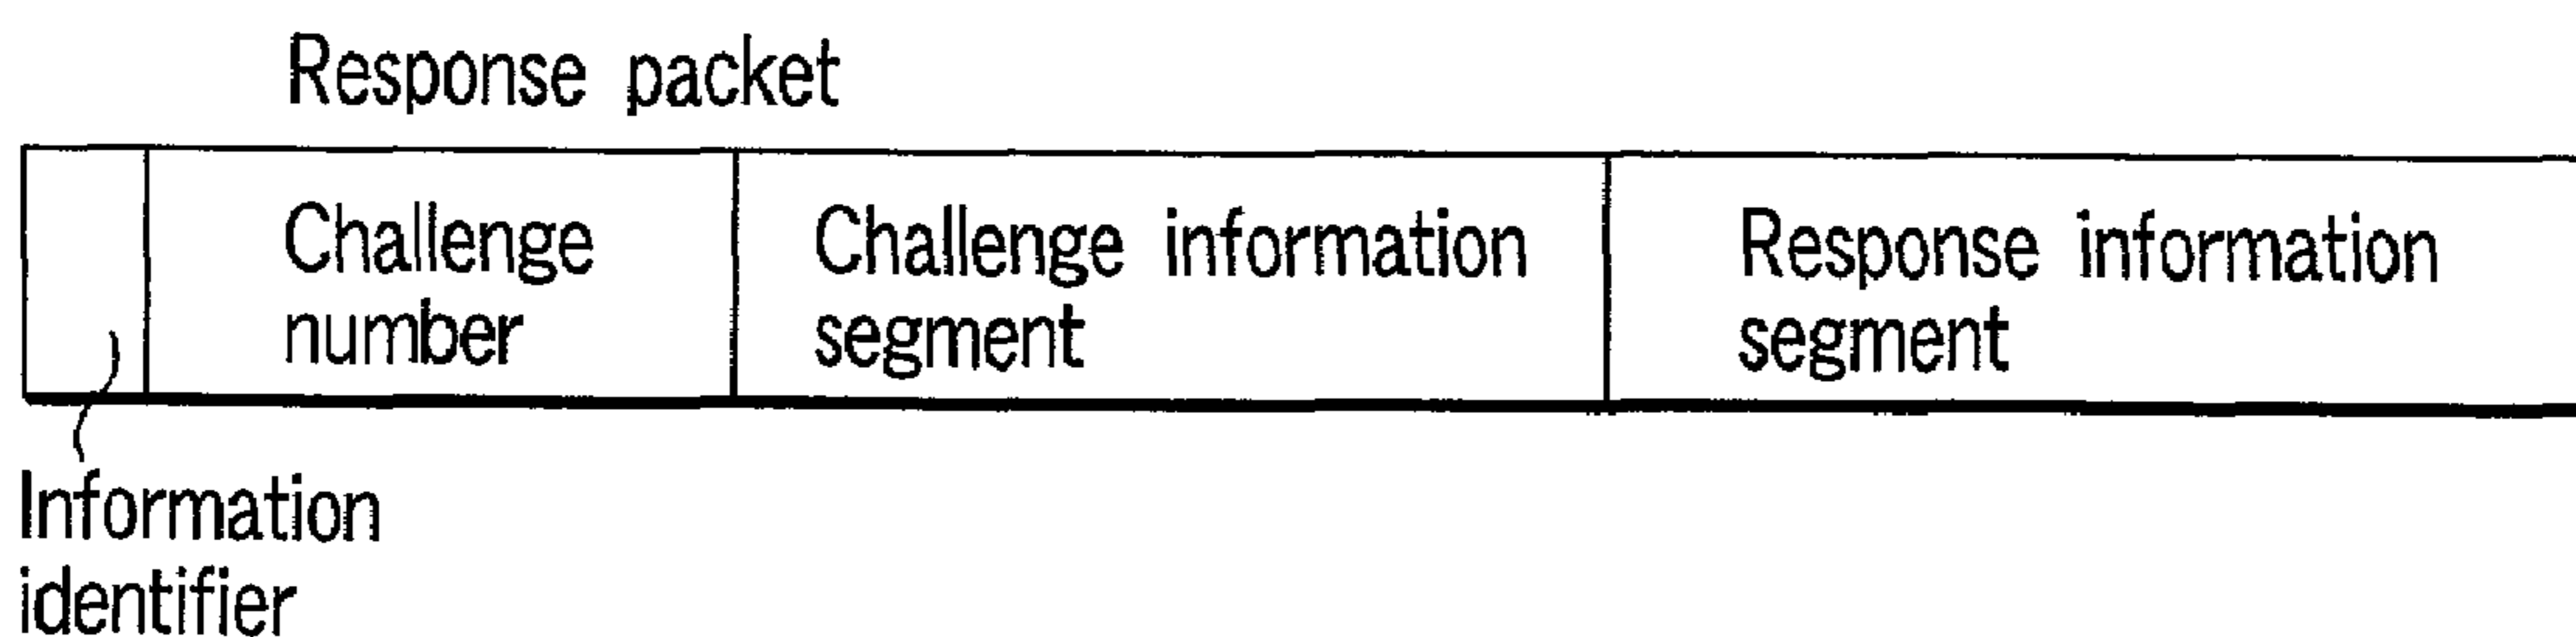 Response packet
Challenge
number
Challenge information
segment
Response information
segment
Information
identifier